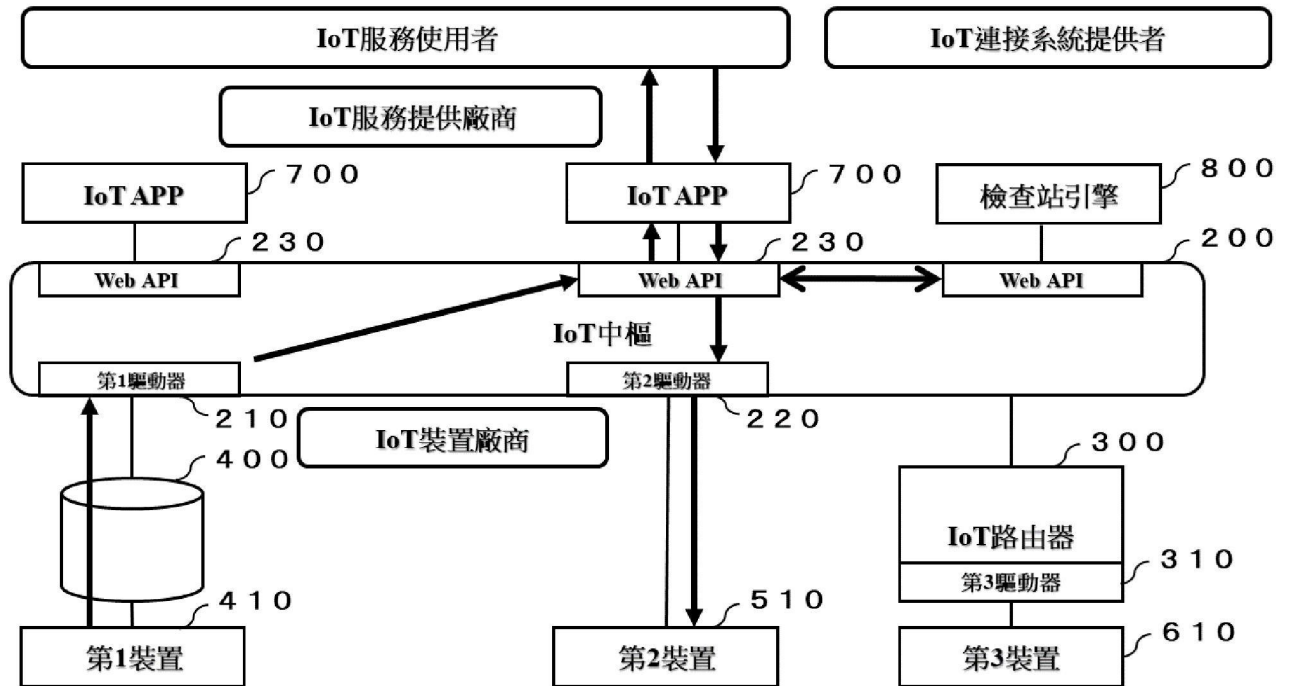 IoT服務使用者
IoT連接系統提供者
IoT服務提供廠商
IoT APP
700
IoT APP
700
檢查站引擎
800
230
230
200
Web API
Web API
Web API
IoT中樞
第1驅動器
第2驅動器
210
IoT裝置廠商
220
400
300
IoT路由器
第3驅動器
310
410
510
610
第1裝置
第2裝置
第3裝置